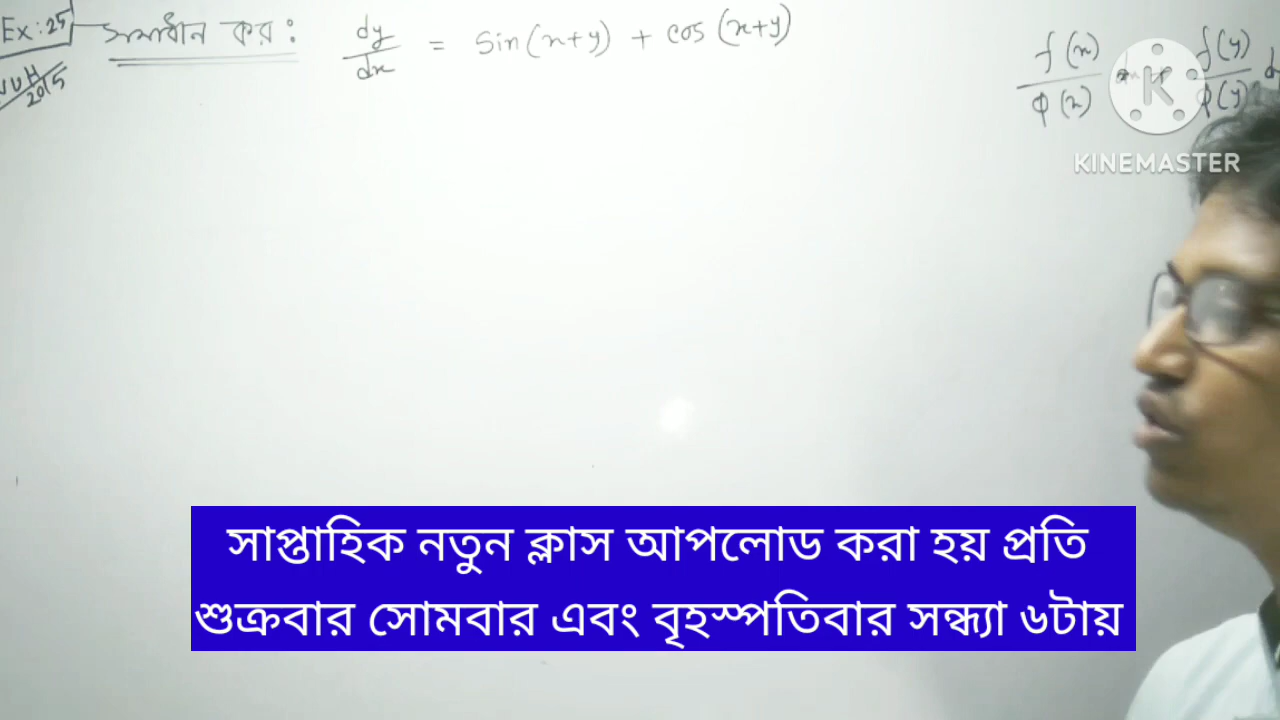 Ex: 25 সমাধান কর : dy/dx = Sin(x+y) + cos (x+y)
NUH 2015
f(x)/φ(x) f(y)/φ(y)
KINEMASTER
সাপ্তাহিক নতুন ক্লাস আপলোড করা হয় প্রতি
শুক্রবার সোমবার এবং বৃহস্পতিবার সন্ধ্যা ৬টায়